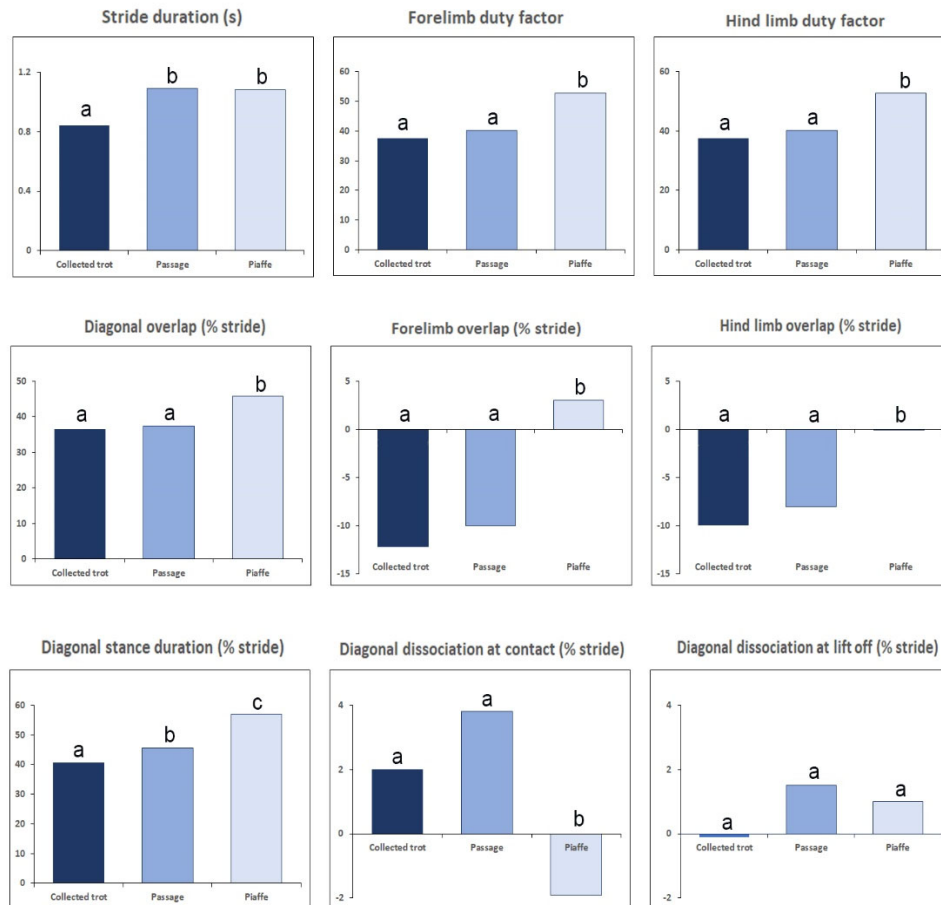 Stride duration (s)
1.2
0.8
0.4
0
a
b
b
Collected trot
Passage
Piaffe
Forelimb duty factor
60
40
20
0
a
a
b
Collected trot
Passage
Piaffe
Hind limb duty factor
60
40
20
0
a
a
b
Collected trot
Passage
Piaffe
Diagonal overlap (% stride)
50
40
30
20
10
0
a
a
b
Collected trot
Passage
Piaffe
Forelimb overlap (% stride)
5
0
-5
-10
-15
a
a
b
Collected trot
Passage
Piaffe
Hind limb overlap (% stride)
5
0
-5
-10
-15
a
a
b
Collected trot
Passage
Piaffe
Diagonal stance duration (% stride)
60
50
40
30
20
10
0
a
b
c
Collected trot
Passage
Piaffe
Diagonal dissociation at contact (% stride)
4
2
0
-2
a
a
b
Collected trot
Passage
Piaffe
Diagonal dissociation at lift off (% stride)
4
2
0
-2
a
a
a
Collected trot
Passage
Piaffe